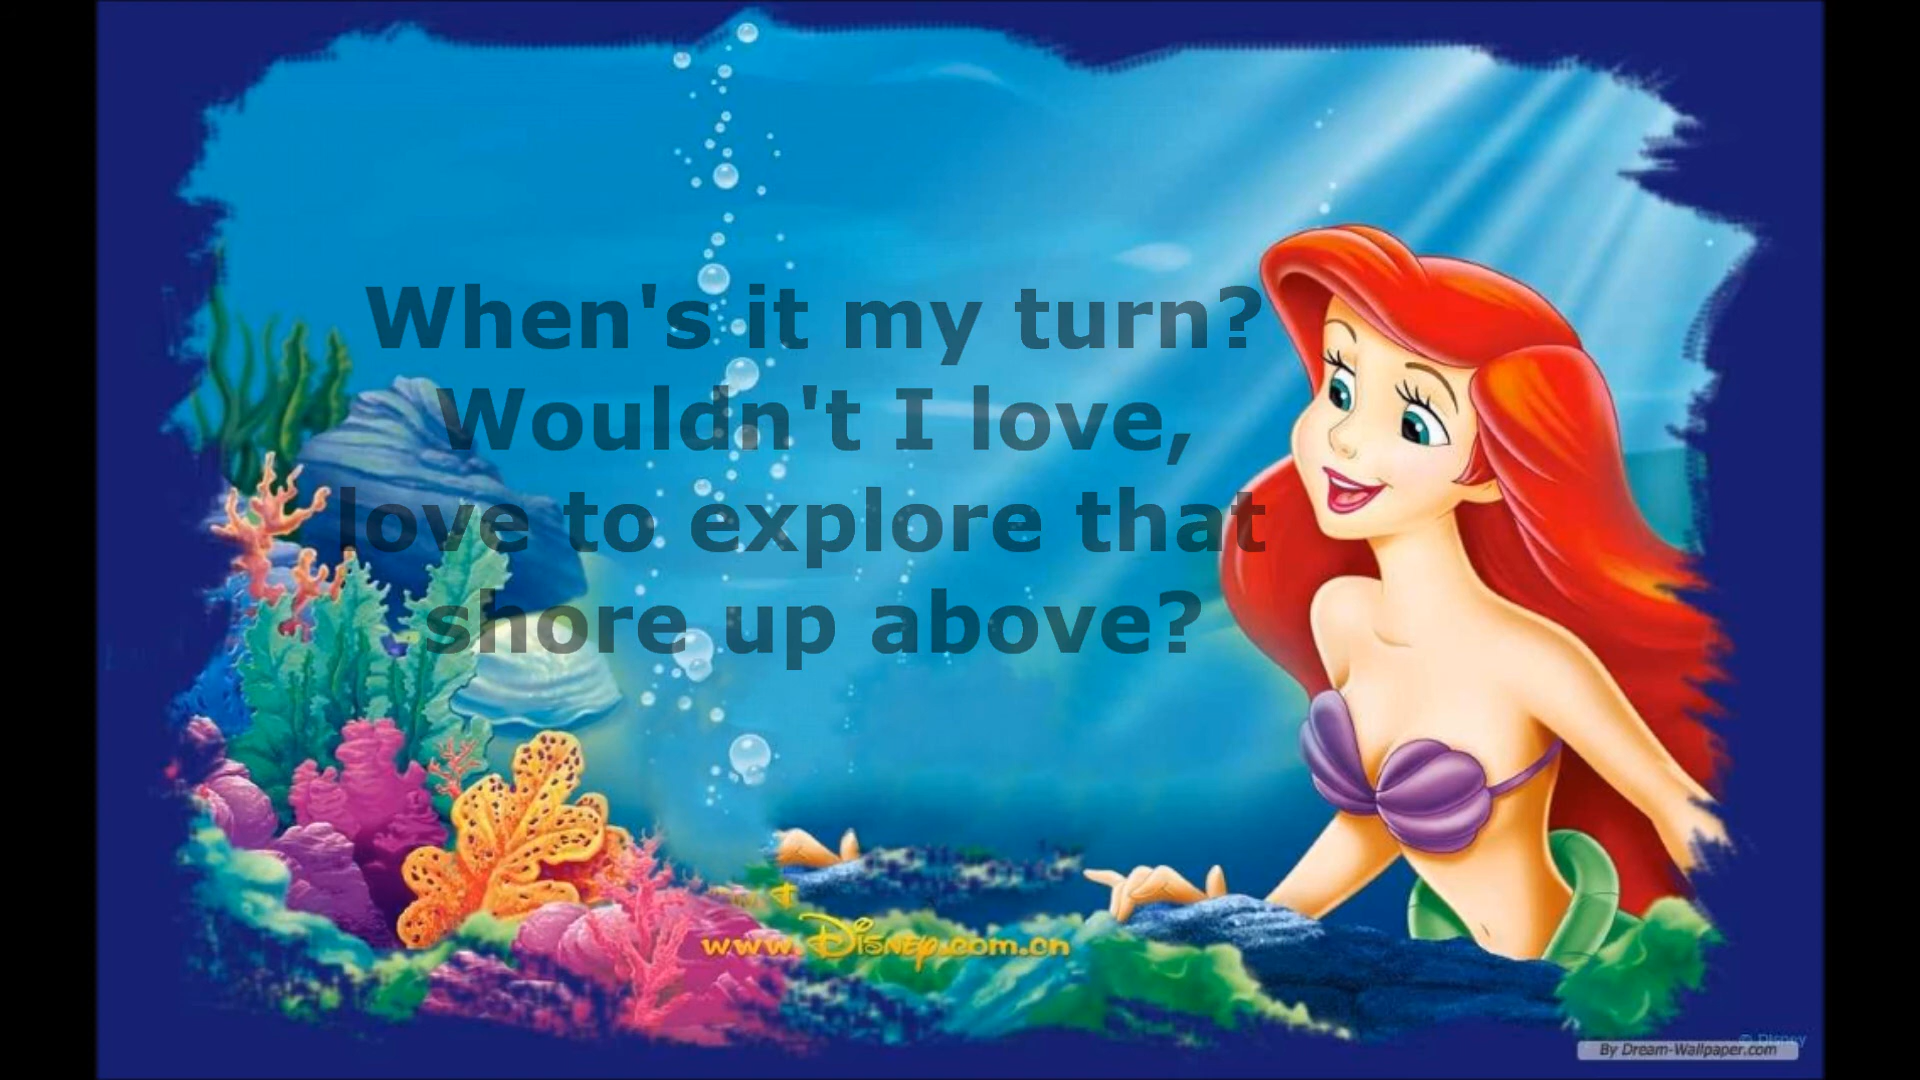 When's it my turn?
Wouldn't I love,
love to explore that
shore up above?
www.Disney.com.cn
© Disney
By Dream-Wallpaper.com